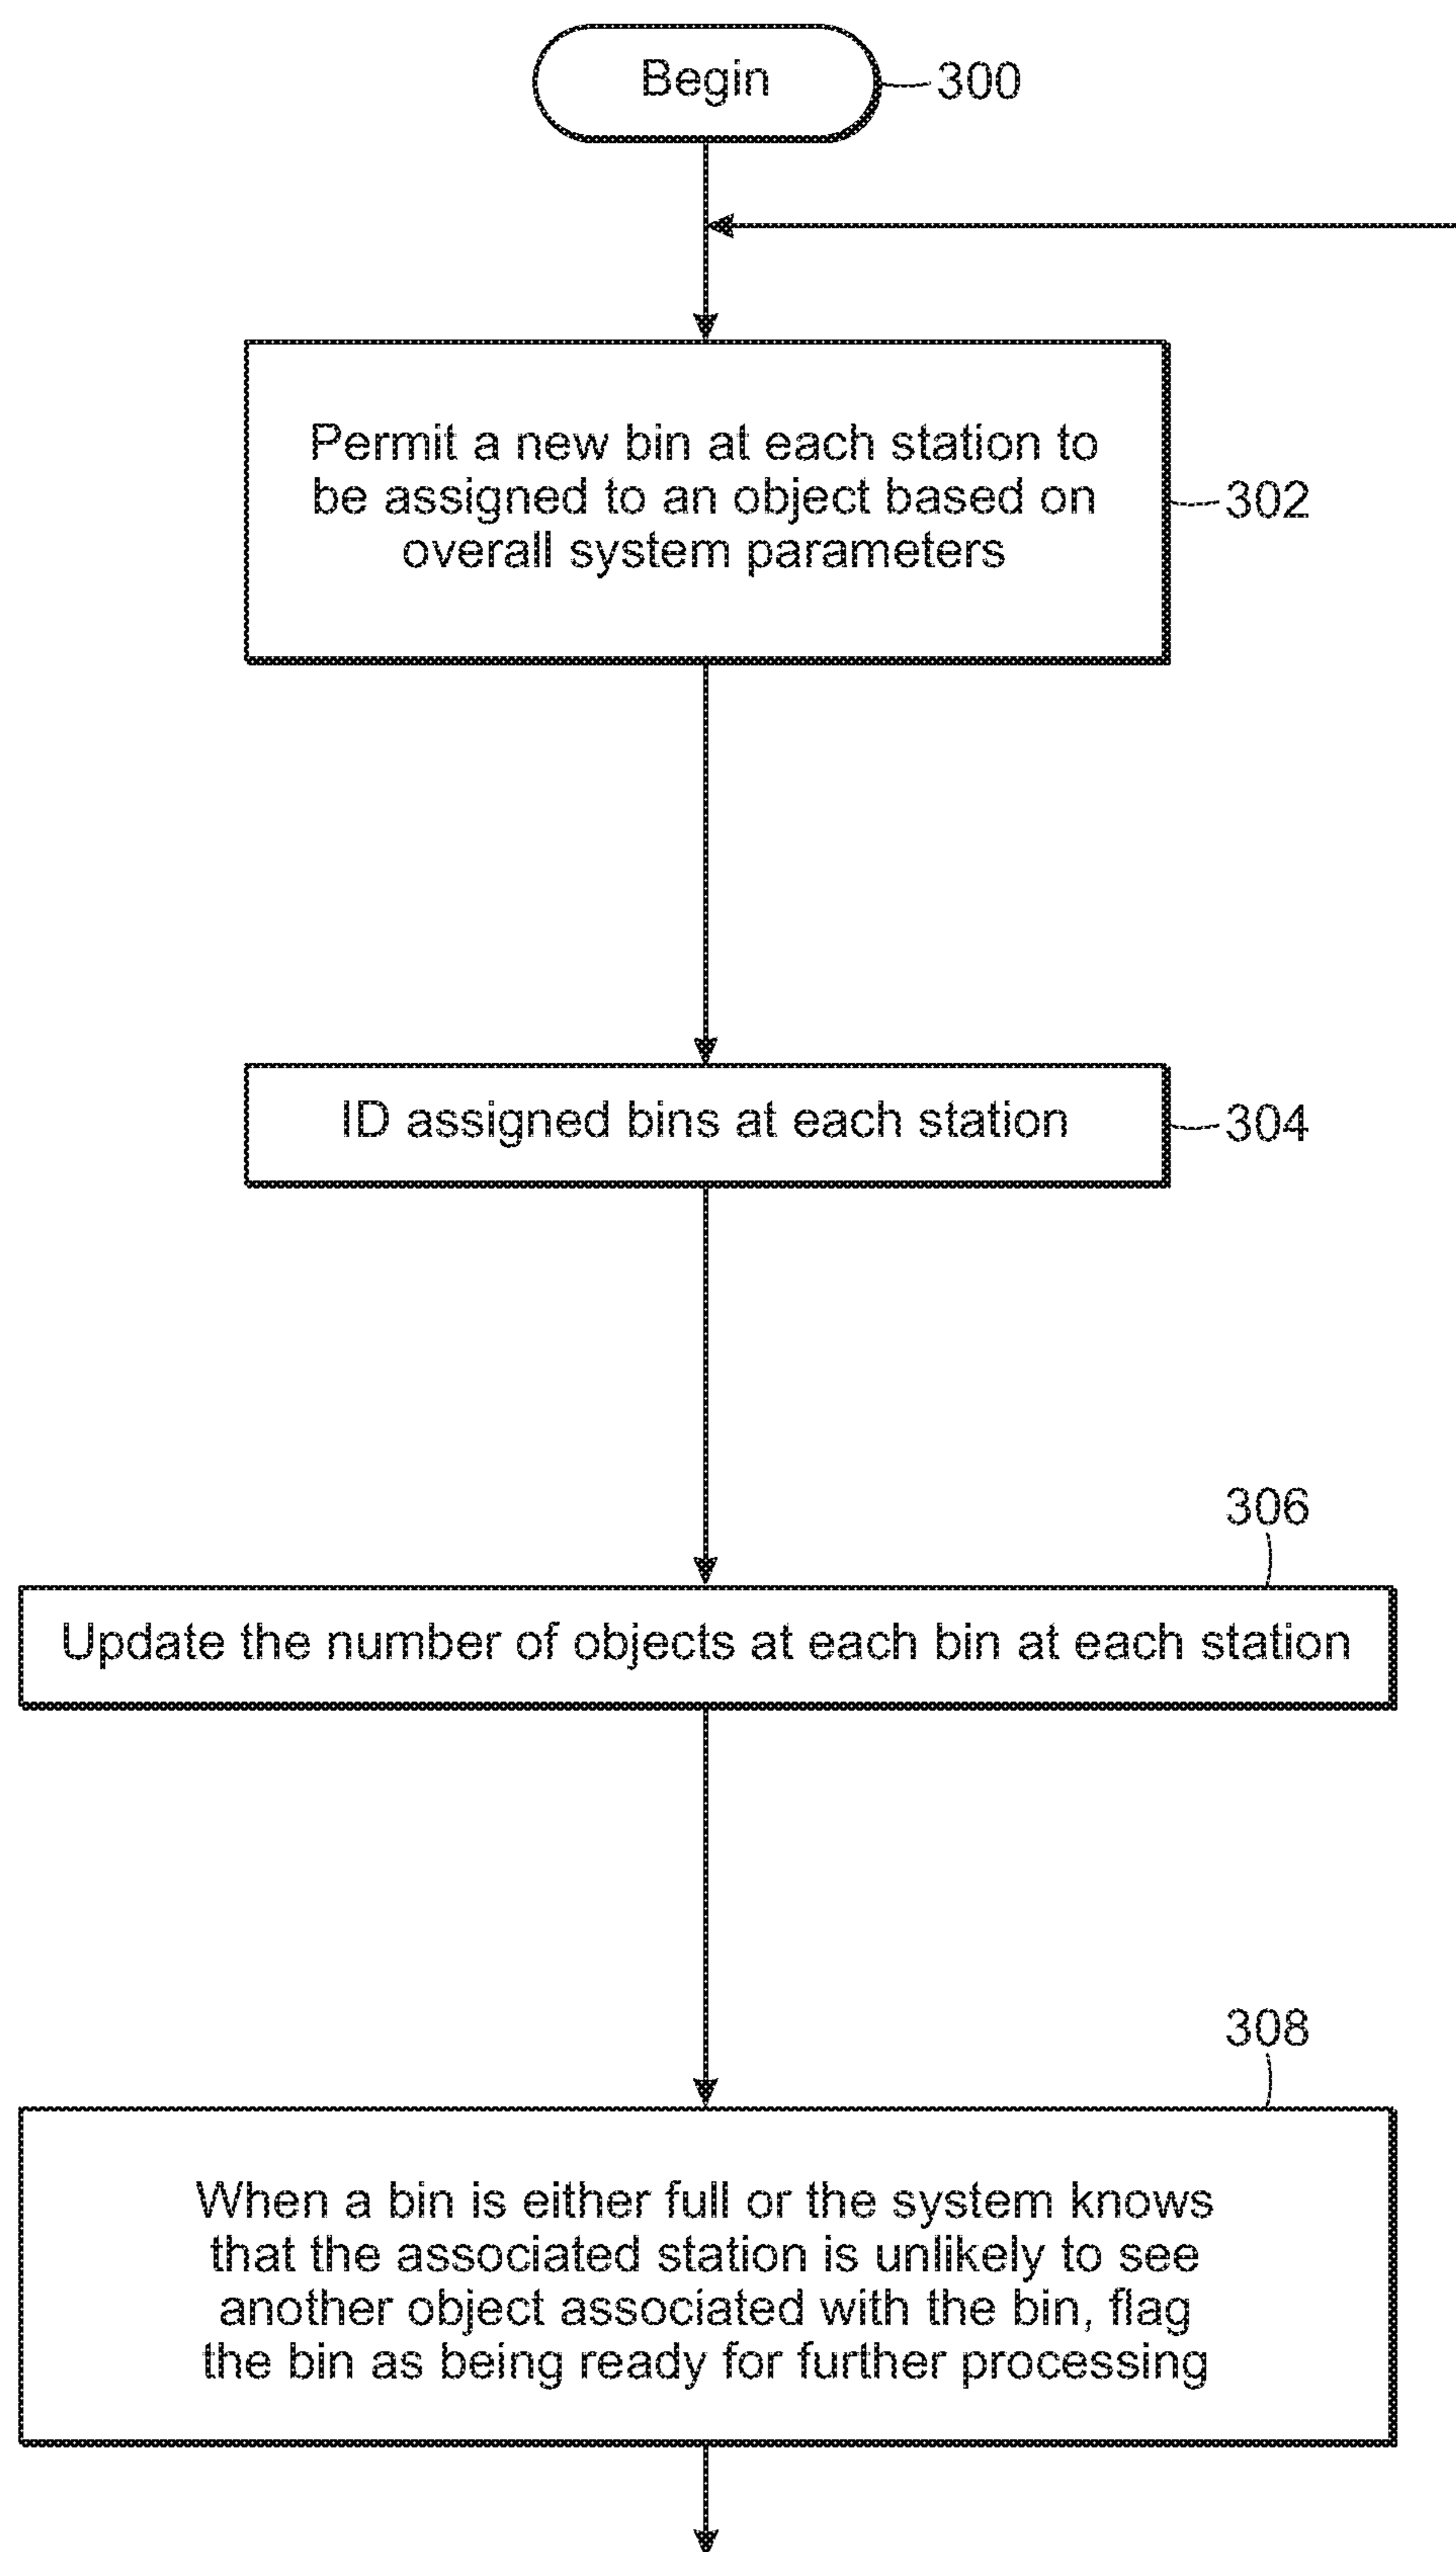 Begin
300
Permit a new bin at each station to
be assigned to an object based on
overall system parameters
302
ID assigned bins at each station
304
306
Update the number of objects at each bin at each station
308
When a bin is either full or the system knows
that the associated station is unlikely to see
another object associated with the bin, flag
the bin as being ready for further processing